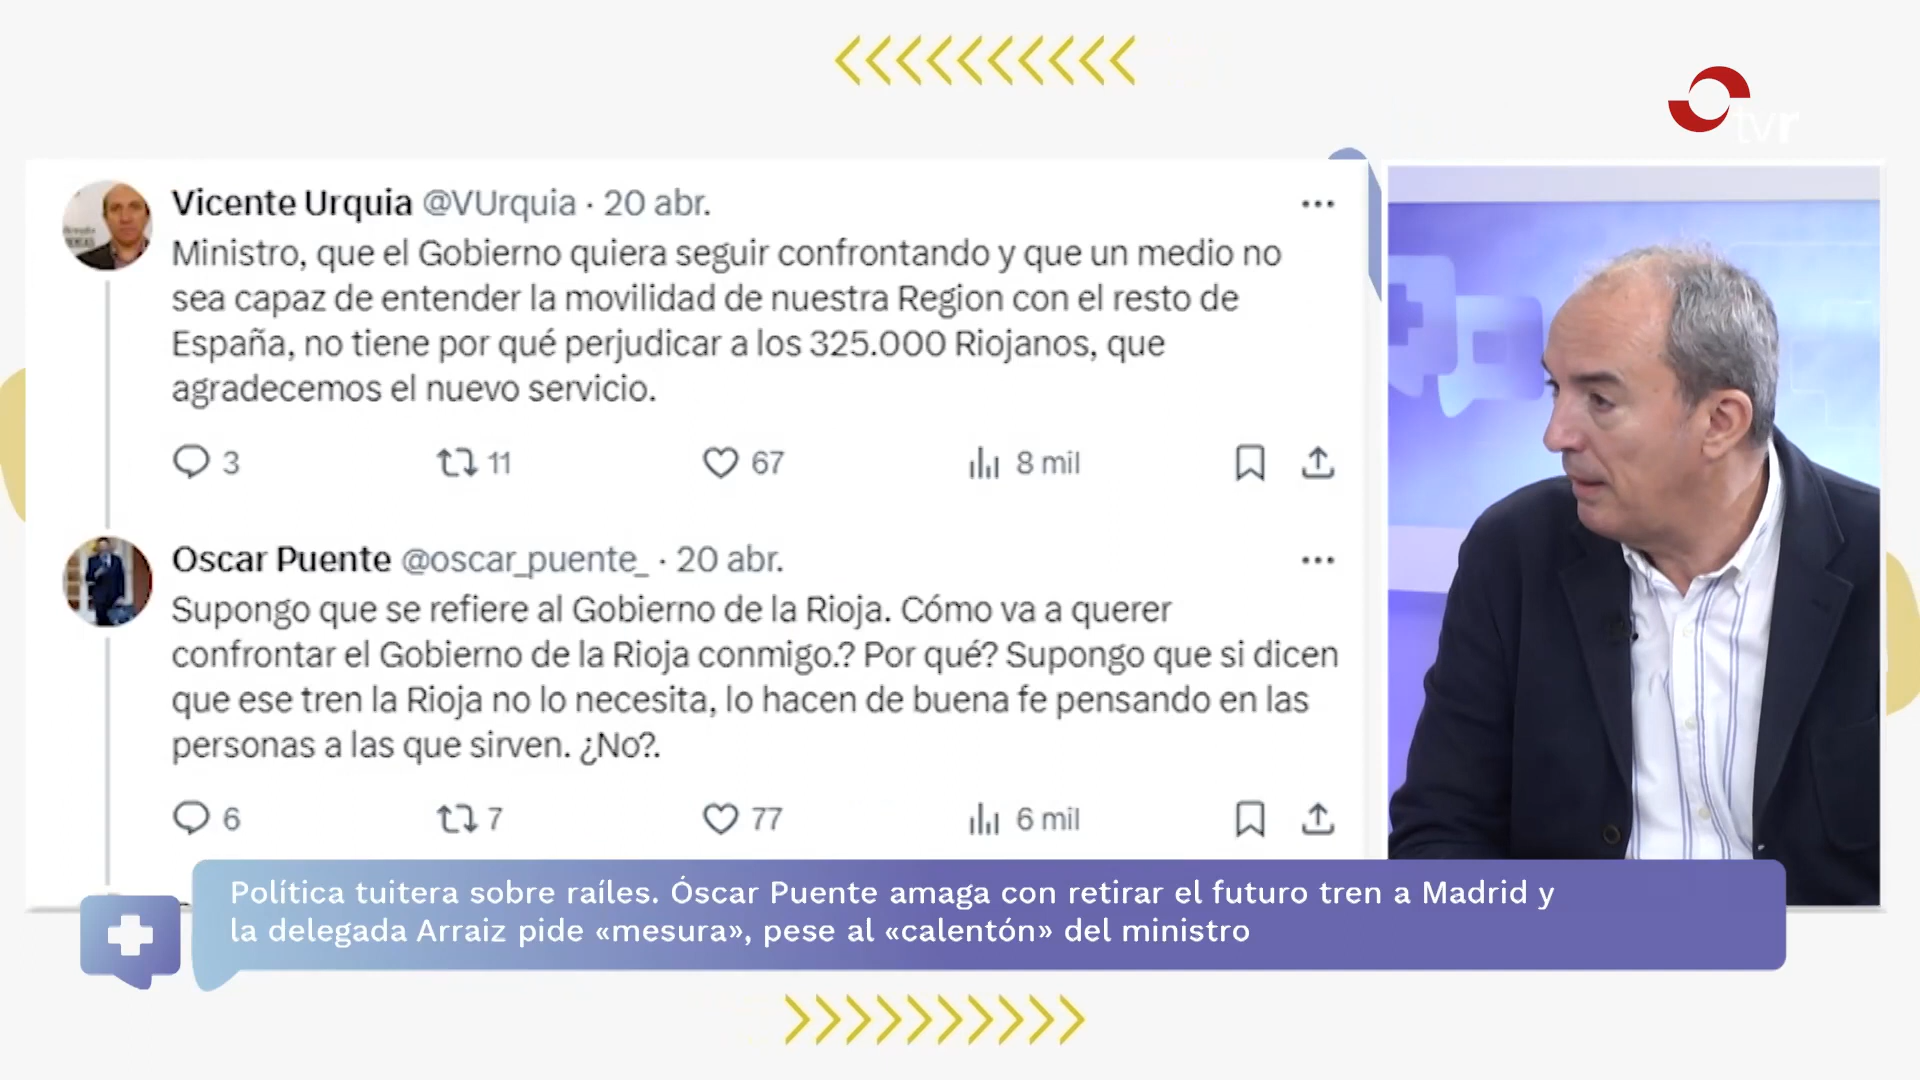 tvr
Vicente Urquia @VUrquia · 20 abr.
Ministro, que el Gobierno quiera seguir confrontando y que un medio no
sea capaz de entender la movilidad de nuestra Region con el resto de
España, no tiene por qué perjudicar a los 325.000 Riojanos, que
agradecemos el nuevo servicio.
3 11 67 8 mil
Oscar Puente @oscar_puente_ · 20 abr.
Supongo que se refiere al Gobierno de la Rioja. Cómo va a querer
confrontar el Gobierno de la Rioja conmigo.? Por qué? Supongo que si dicen
que ese tren la Rioja no lo necesita, lo hacen de buena fe pensando en las
personas a las que sirven. ¿No?.
6 7 77 6 mil
Política tuitera sobre raíles. Óscar Puente amaga con retirar el futuro tren a Madrid y
la delegada Arraiz pide «mesura», pese al «calentón» del ministro